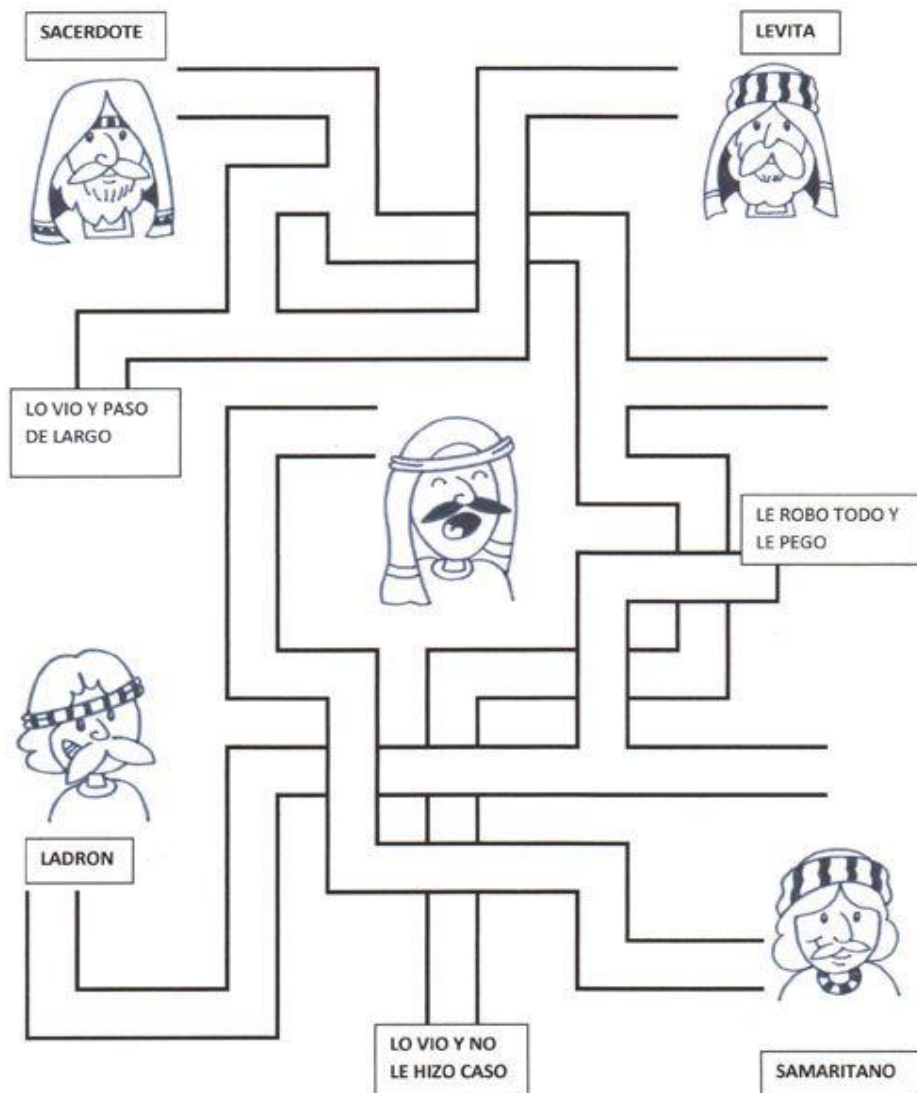 SACERDOTE
LEVITA
LO VIO Y PASO
DE LARGO
LE ROBO TODO Y
LE PEGO
LADRON
LO VIO Y NO
LE HIZO CASO
SAMARITANO